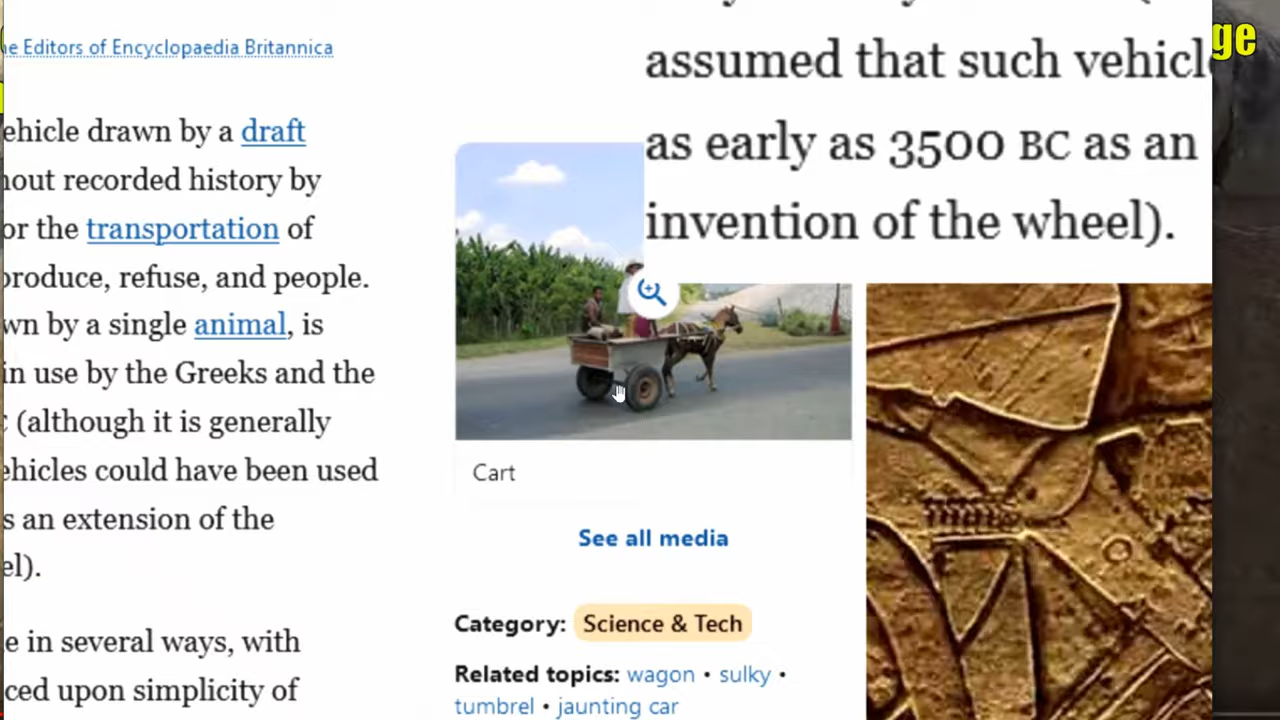 e Editors of Encyclopaedia Britannica
ehicle drawn by a draft
out recorded history by
or the transportation of
produce, refuse, and people.
wn by a single animal, is
in use by the Greeks and the
(although it is generally
ehicles could have been used
s an extension of the
el).
e in several ways, with
ced upon simplicity of
assumed that such vehicl
as early as 3500 BC as an
invention of the wheel).
ge
Cart
See all media
Category: Science & Tech
Related topics: wagon • sulky •
tumbrel • jaunting car